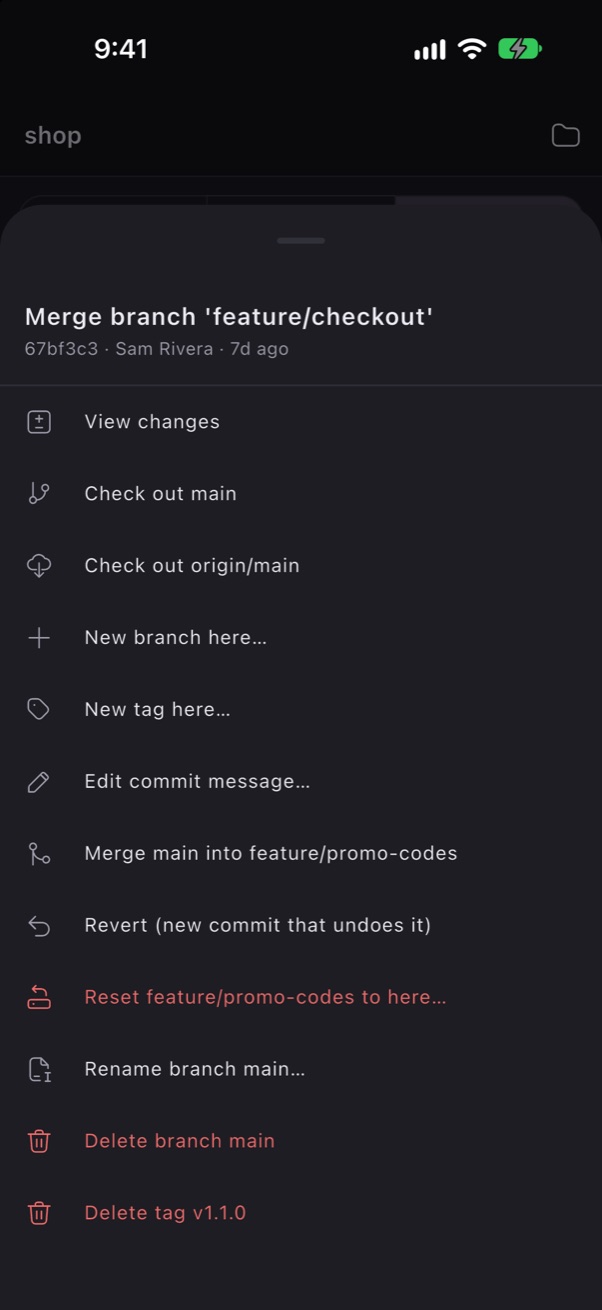 9:41
shop
Merge branch 'feature/checkout'
67bf3c3 · Sam Rivera · 7d ago
View changes
Check out main
Check out origin/main
New branch here…
New tag here…
Edit commit message…
Merge main into feature/promo-codes
Revert (new commit that undoes it)
Reset feature/promo-codes to here…
Rename branch main…
Delete branch main
Delete tag v1.1.0